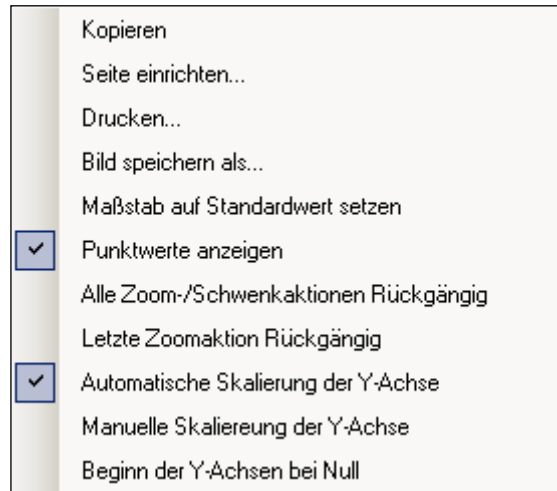 Kopieren
Seite einrichten...
Drucken...
Bild speichern als...
Maßstab auf Standardwert setzen
Punktwerte anzeigen
Alle Zoom-/Schwenkaktionen Rückgängig
Letzte Zoomaktion Rückgängig
Automatische Skalierung der Y-Achse
Manuelle Skaliereung der Y-Achse
Beginn der Y-Achsen bei Null